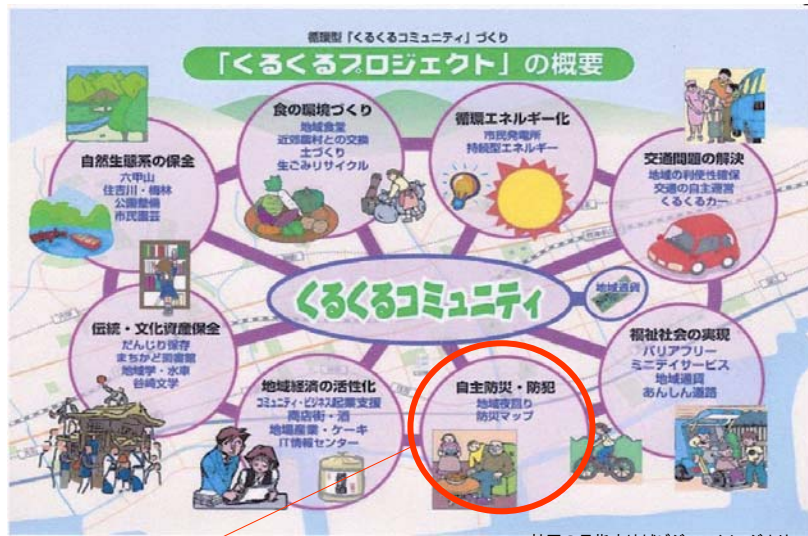 循環型「くるくるコミュニティ」づくり
「くるくるプロジェクト」の概要
自然生態系の保全
六甲山
住吉川・梅林
公園整備
市民園芸
食の環境づくり
地域食堂
近郊農村との交換
土づくり
生ごみリサイクル
循環エネルギー化
市民発電所
持続型エネルギー
交通問題の解決
地域の利便性確保
交通の自主運営
くるくるカー
くるくるコミュニティ
地域通貨
伝統・文化資産保全
だんじり保存
まちかど図書館
地域学・水車
谷崎文学
地域経済の活性化
コミュニティ・ビジネス起業支援
商店街・酒
地場産業・ケーキ
IT情報センター
自主防災・防犯
地域夜回り
防災マップ
福祉社会の実現
バリアフリー
ミニデイサービス
地域通貨
あんしん道路